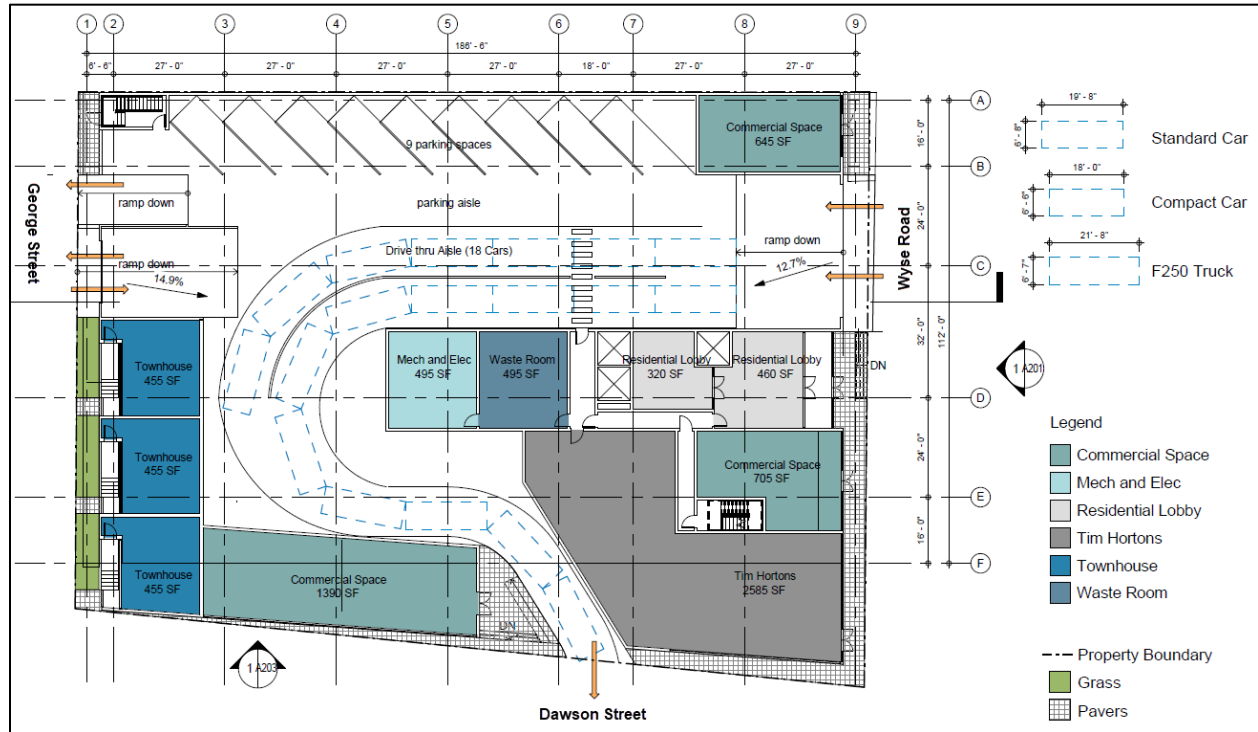 1 2 3 4 5 6 7 8 9
186' - 6"
6' - 6" 27' - 0" 27' - 0" 27' - 0" 27' - 0" 18' - 0" 27' - 0" 27' - 0"
A
Commercial Space
645 SF
16' - 0"
9 parking spaces
B
George Street
ramp down
parking aisle
24' - 0"
Wyse Road
Drive thru Aisle (18 Cars)
ramp down
ramp down
C
14.9%
12.7%
32' - 0"
112' - 0"
Townhouse
455 SF
Mech and Elec
495 SF
Waste Room
495 SF
Residential Lobby
320 SF
Residential Lobby
460 SF
DN
1 A201
D
Townhouse
455 SF
Commercial Space
705 SF
24' - 0"
E
16' - 0"
Townhouse
455 SF
Commercial Space
1390 SF
Tim Hortons
2585 SF
F
DN
1 A203
Dawson Street
19' - 8"
6' - 8"
Standard Car
18' - 0"
6' - 6"
Compact Car
21' - 8"
6' - 7"
F250 Truck
Legend
Commercial Space
Mech and Elec
Residential Lobby
Tim Hortons
Townhouse
Waste Room
Property Boundary
Grass
Pavers